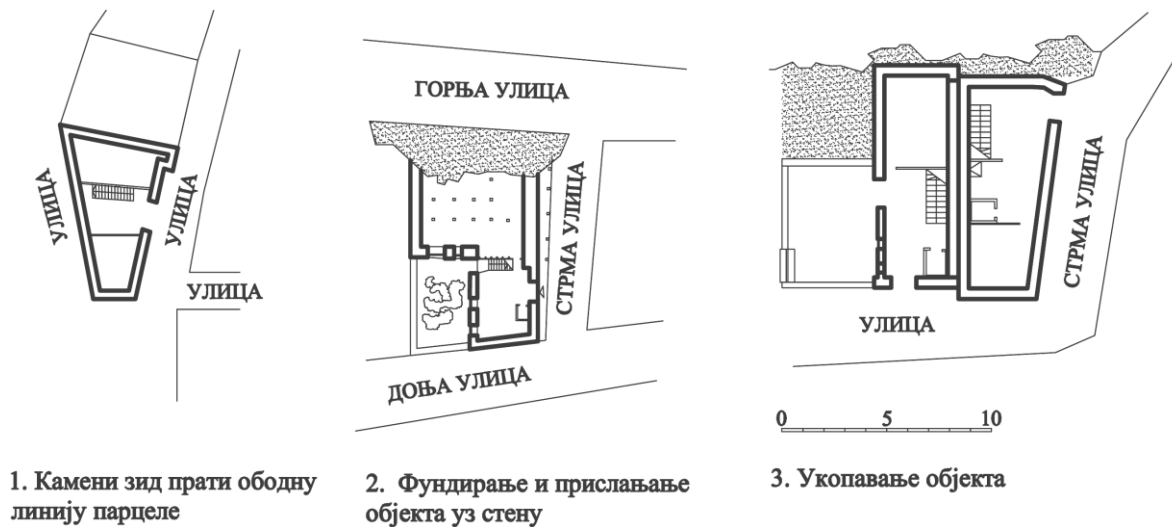 УЛИЦА
УЛИЦА
УЛИЦА
ГОРЊА УЛИЦА
СТРМА УЛИЦА
ДОЊА УЛИЦА
СТРМА УЛИЦА
УЛИЦА
0 5 10
1. Камени зид прати ободну
линију парцеле
2. Фундирање и прислањање
објекта уз стену
3. Укопавање објекта